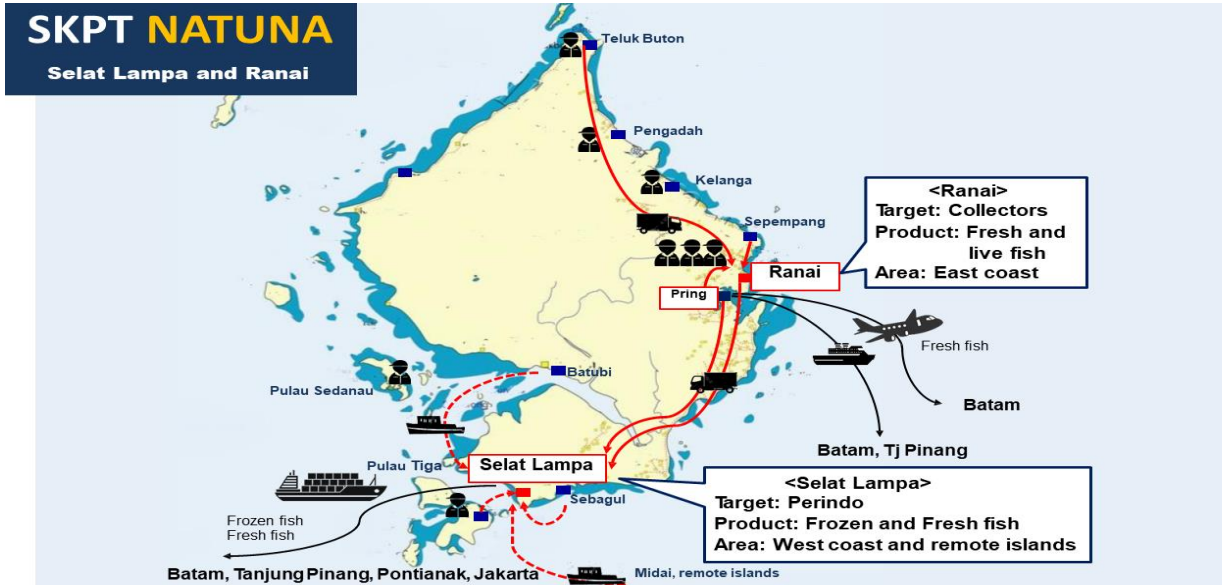 SKPT NATUNA
Selat Lampa and Ranai
Teluk Buton
Pengadah
Kelanga
Sepempang
<Ranai>
Target: Collectors
Product: Fresh and
live fish
Area: East coast
Ranai
Pring
Fresh fish
Batam
Batam, Tj Pinang
Batubi
Pulau Sedanau
Pulau Tiga
Selat Lampa
Sebagul
<Selat Lampa>
Target: Perindo
Product: Frozen and Fresh fish
Area: West coast and remote islands
Frozen fish
Fresh fish
Batam, TanjungPinang, Pontianak, Jakarta
Midai, remote islands